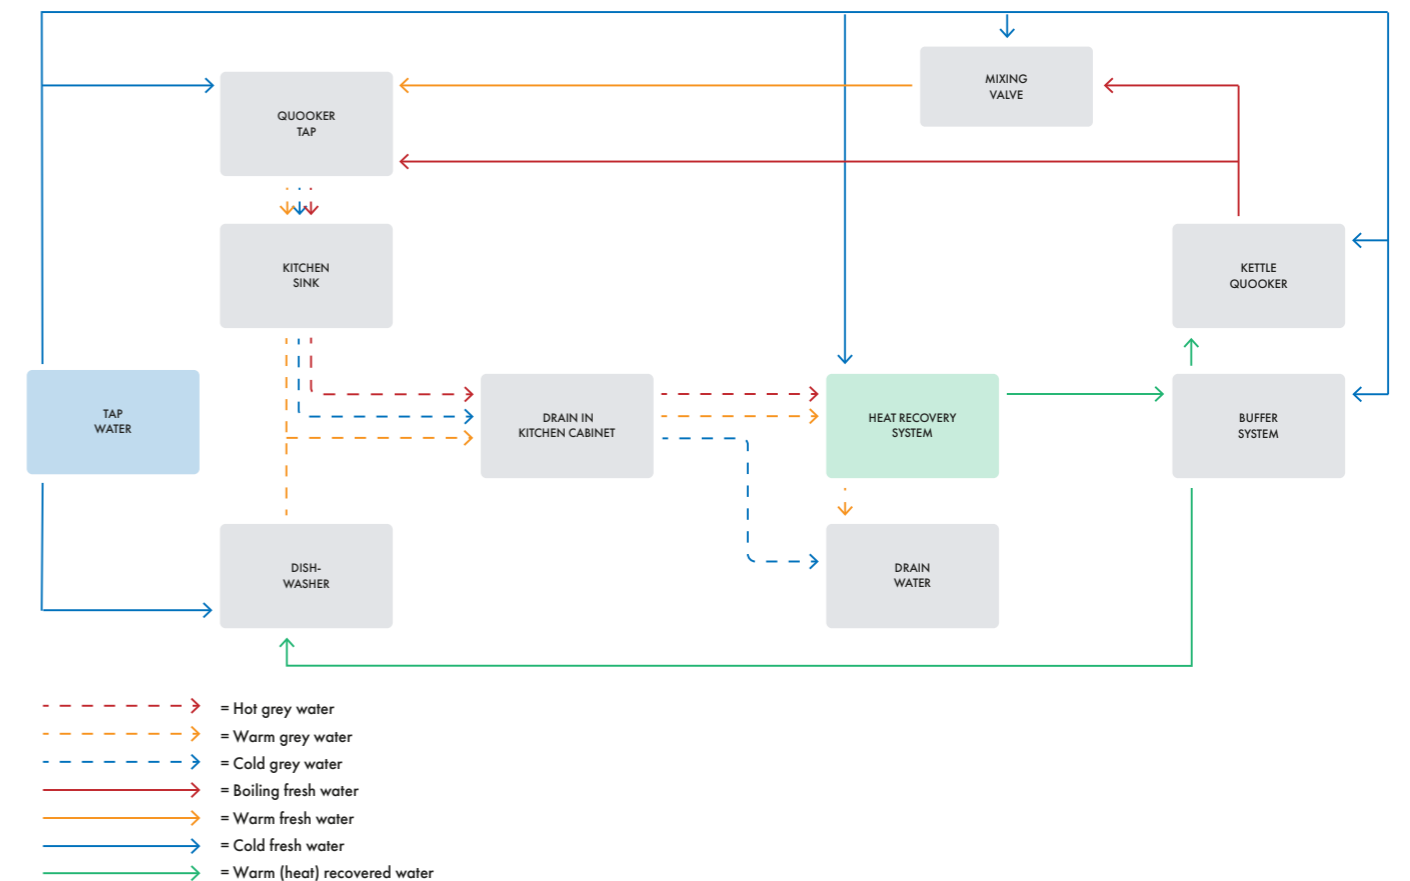 MIXING
VALVE
QUOOKER
TAP
KITCHEN
SINK
KETTLE
QUOOKER
TAP
WATER
DRAIN IN
KITCHEN CABINET
HEAT RECOVERY
SYSTEM
BUFFER
SYSTEM
DISH-
WASHER
DRAIN
WATER
= Hot grey water
= Warm grey water
= Cold grey water
= Boiling fresh water
= Warm fresh water
= Cold fresh water
= Warm (heat) recovered water